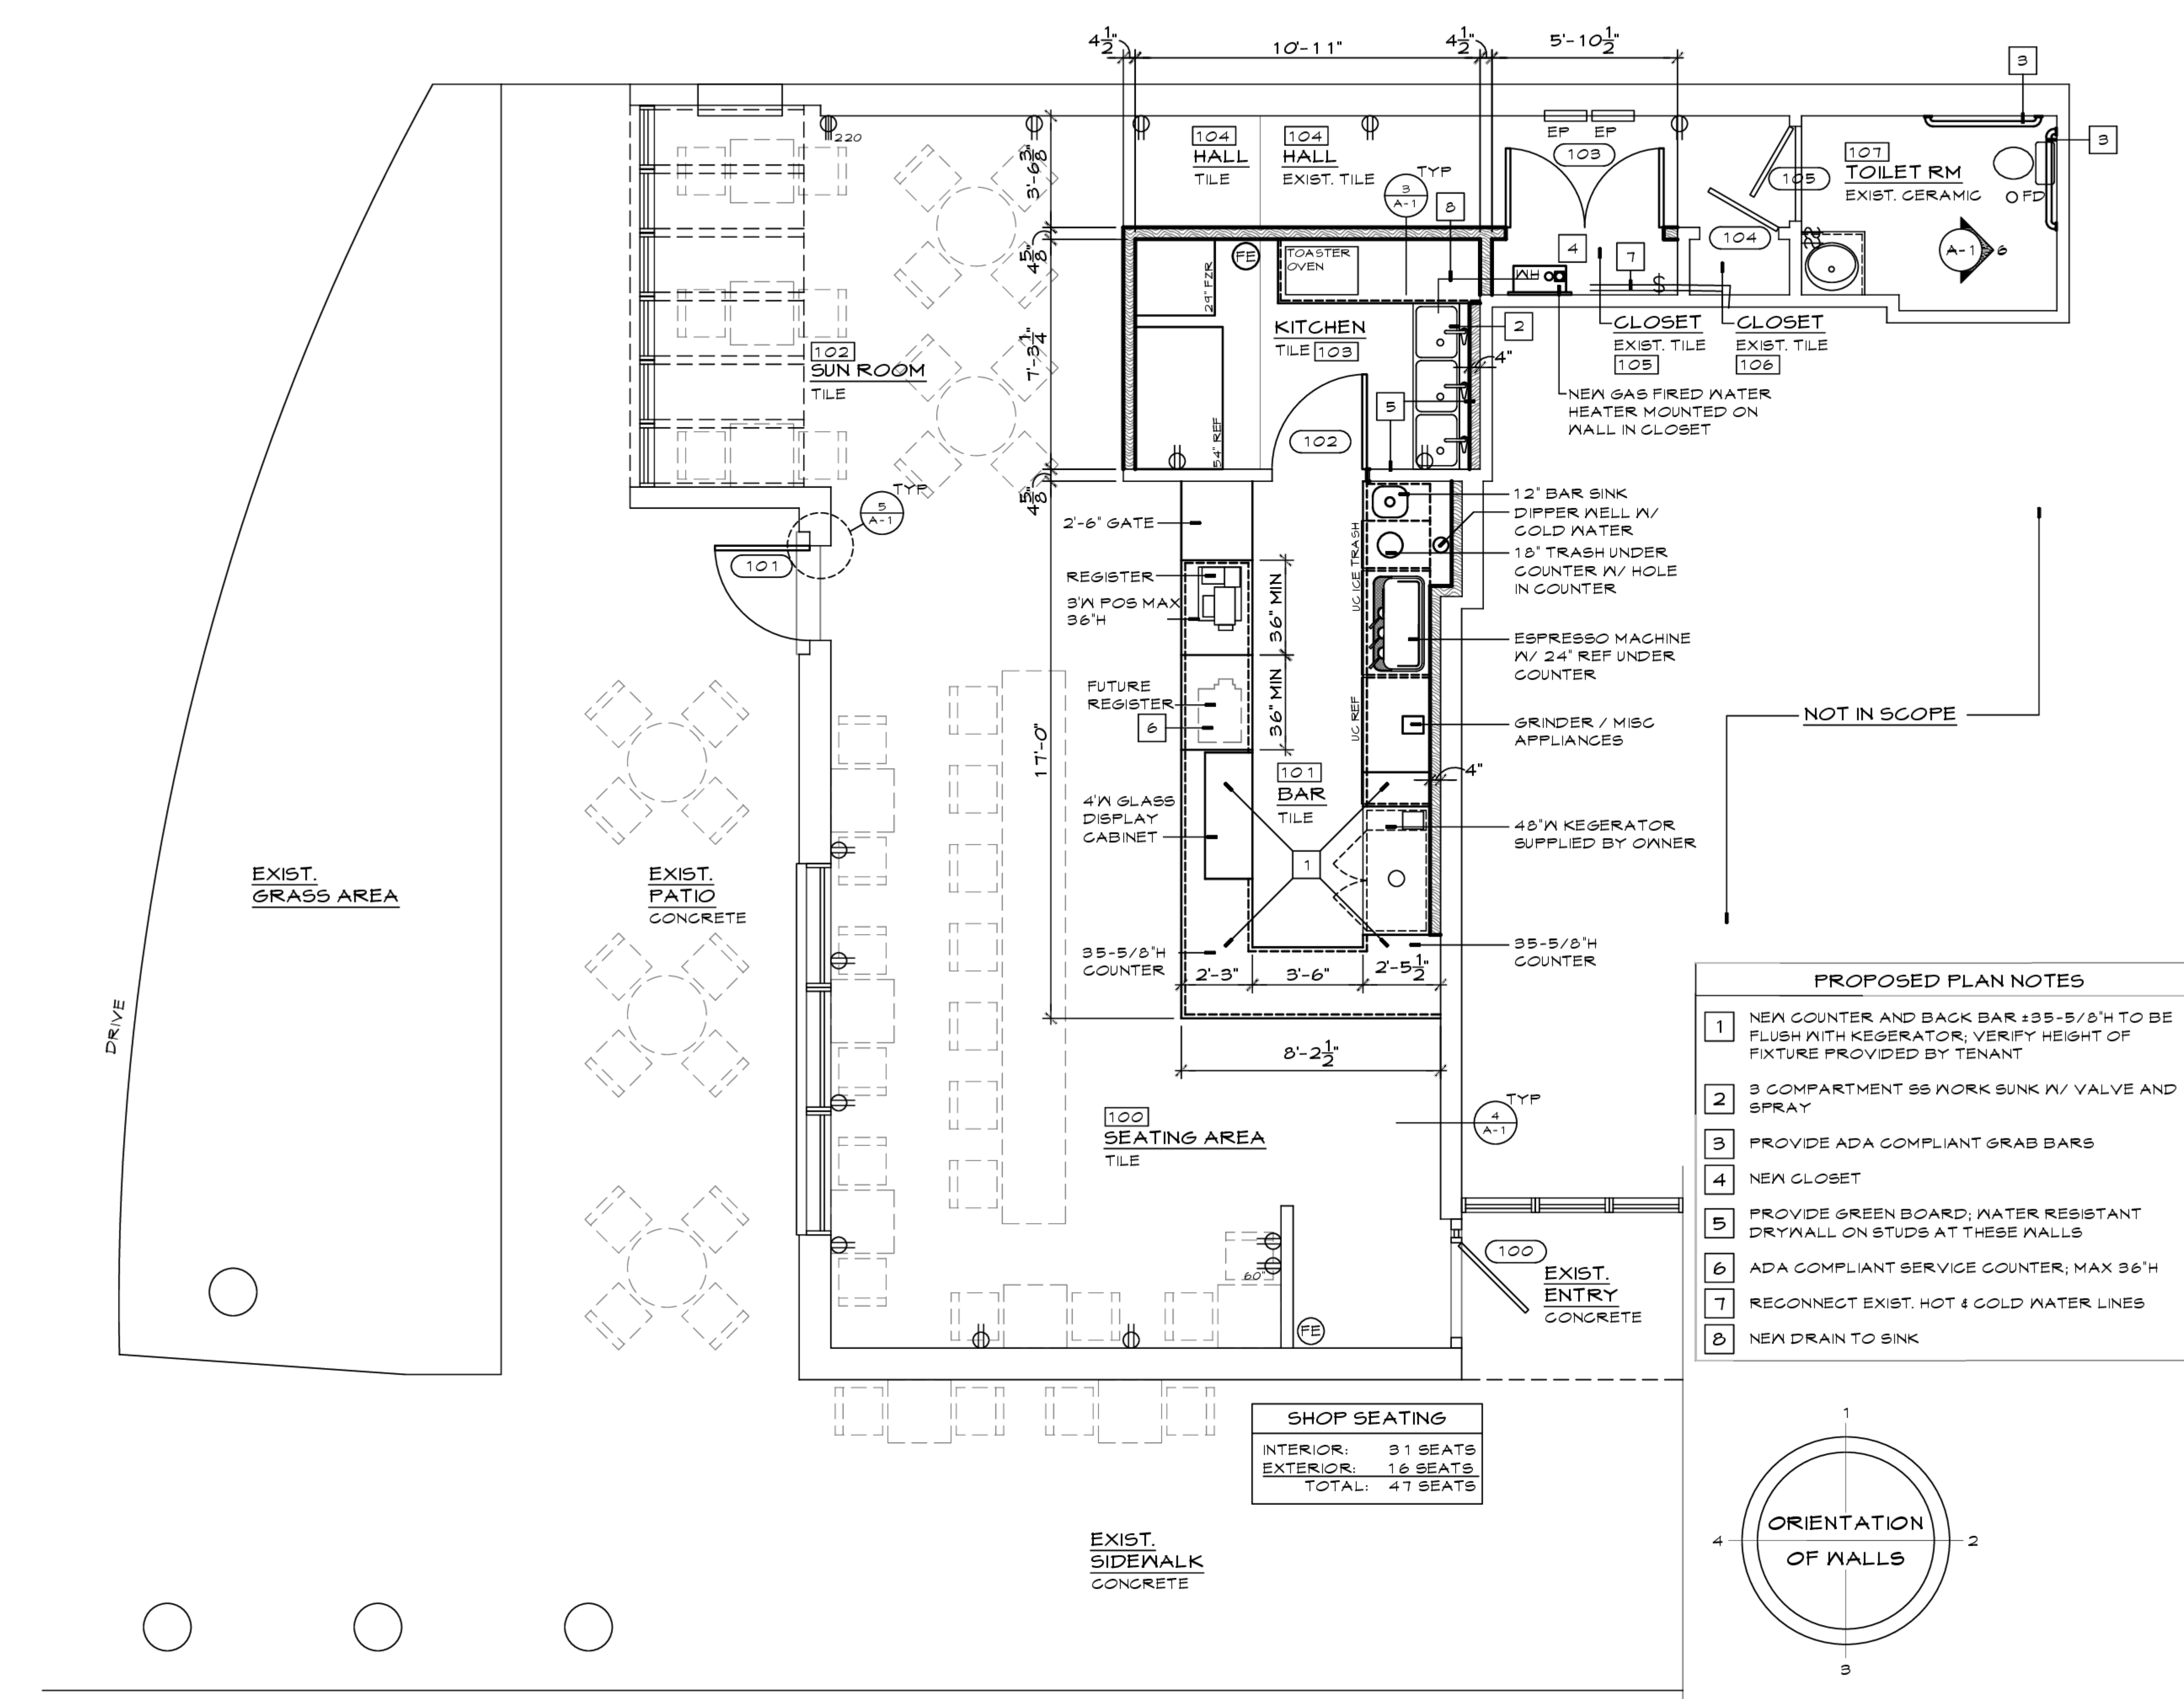 4 1/2"
10'-11"
4 1/2"
5'-10 1/2"
3
3
220
3'-6 3/8"
4 5/8"
7'-3 1/4"
4 5/8"
17'-0"
104
HALL
TILE
104
HALL
EXIST. TILE
3
A-1
TYP
8
EP EP
103
105
104
107
TOILET RM
EXIST. CERAMIC
FD
A-1
6
4
7
$
WH
29" FZR
FE
TOASTER
OVEN
KITCHEN
TILE 103
54" REF
2
4"
5
102
CLOSET
EXIST. TILE
105
CLOSET
EXIST. TILE
106
NEW GAS FIRED WATER
HEATER MOUNTED ON
WALL IN CLOSET
102
SUN ROOM
TILE
5
A-1
TYP
101
2'-6" GATE
REGISTER
3'W POS MAX
36"H
FUTURE
REGISTER
6
4'W GLASS
DISPLAY
CABINET
35-5/8"H
COUNTER
36" MIN
36" MIN
UC ICE TRASH
UC REF
101
BAR
TILE
1
12" BAR SINK
DIPPER WELL W/
COLD WATER
18" TRASH UNDER
COUNTER W/ HOLE
IN COUNTER
ESPRESSO MACHINE
W/ 24" REF UNDER
COUNTER
GRINDER / MISC
APPLIANCES
4"
48"W KEGERATOR
SUPPLIED BY OWNER
35-5/8"H
COUNTER
2'-3"
3'-6"
2'-5 1/2"
8'-2 1/2"
NOT IN SCOPE
EXIST.
GRASS AREA
EXIST.
PATIO
CONCRETE
DRIVE
100
SEATING AREA
TILE
4
A-1
TYP
60"
FE
100
EXIST.
ENTRY
CONCRETE
PROPOSED PLAN NOTES
1 NEW COUNTER AND BACK BAR ±35-5/8"H TO BE
FLUSH WITH KEGERATOR; VERIFY HEIGHT OF
FIXTURE PROVIDED BY TENANT
2 3 COMPARTMENT SS WORK SUNK W/ VALVE AND
SPRAY
3 PROVIDE ADA COMPLIANT GRAB BARS
4 NEW CLOSET
5 PROVIDE GREEN BOARD; WATER RESISTANT
DRYWALL ON STUDS AT THESE WALLS
6 ADA COMPLIANT SERVICE COUNTER; MAX 36"H
7 RECONNECT EXIST. HOT & COLD WATER LINES
8 NEW DRAIN TO SINK
SHOP SEATING
INTERIOR: 31 SEATS
EXTERIOR: 16 SEATS
TOTAL: 47 SEATS
EXIST.
SIDEWALK
CONCRETE
1
4
ORIENTATION
OF WALLS
2
3